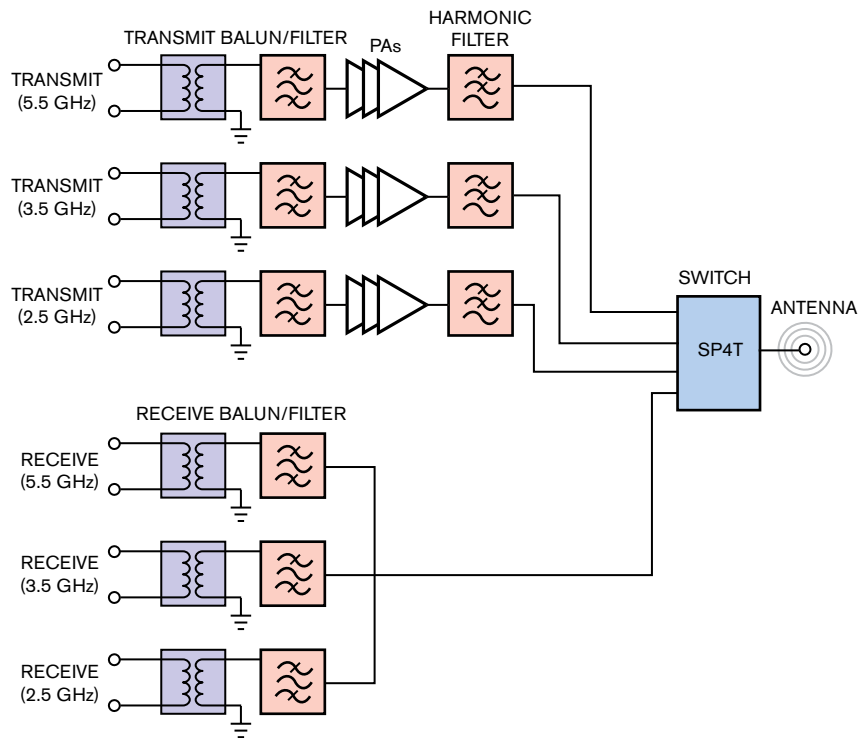 TRANSMIT BALUN/FILTER
PAs
HARMONIC
FILTER
TRANSMIT
(5.5 GHz)
TRANSMIT
(3.5 GHz)
TRANSMIT
(2.5 GHz)
SWITCH
SP4T
ANTENNA
RECEIVE BALUN/FILTER
RECEIVE
(5.5 GHz)
RECEIVE
(3.5 GHz)
RECEIVE
(2.5 GHz)